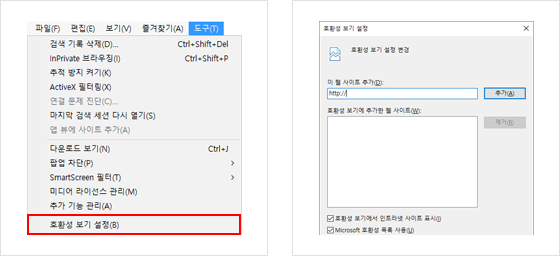 파일(F) 편집(E) 보기(V) 즐겨찾기(A) 도구(T)
검색 기록 삭제(D)... Ctrl+Shift+Del
InPrivate 브라우징(I) Ctrl+Shift+P
추적 방지 켜기(K)
ActiveX 필터링(X)
연결 문제 진단(C)...
마지막 검색 세션 다시 열기(S)
앱 뷰에 사이트 추가(A)
다운로드 보기(N) Ctrl+J
팝업 차단(P)
SmartScreen 필터(T)
미디어 라이선스 관리(M)
추가 기능 관리(A)
호환성 보기 설정(B)
호환성 보기 설정
호환성 보기 설정 변경
이 웹 사이트 추가(D):
http://
추가(A)
호환성 보기에 추가한 웹 사이트(W):
제거(R)
호환성 보기에서 인트라넷 사이트 표시(I)
Microsoft 호환성 목록 사용(U)